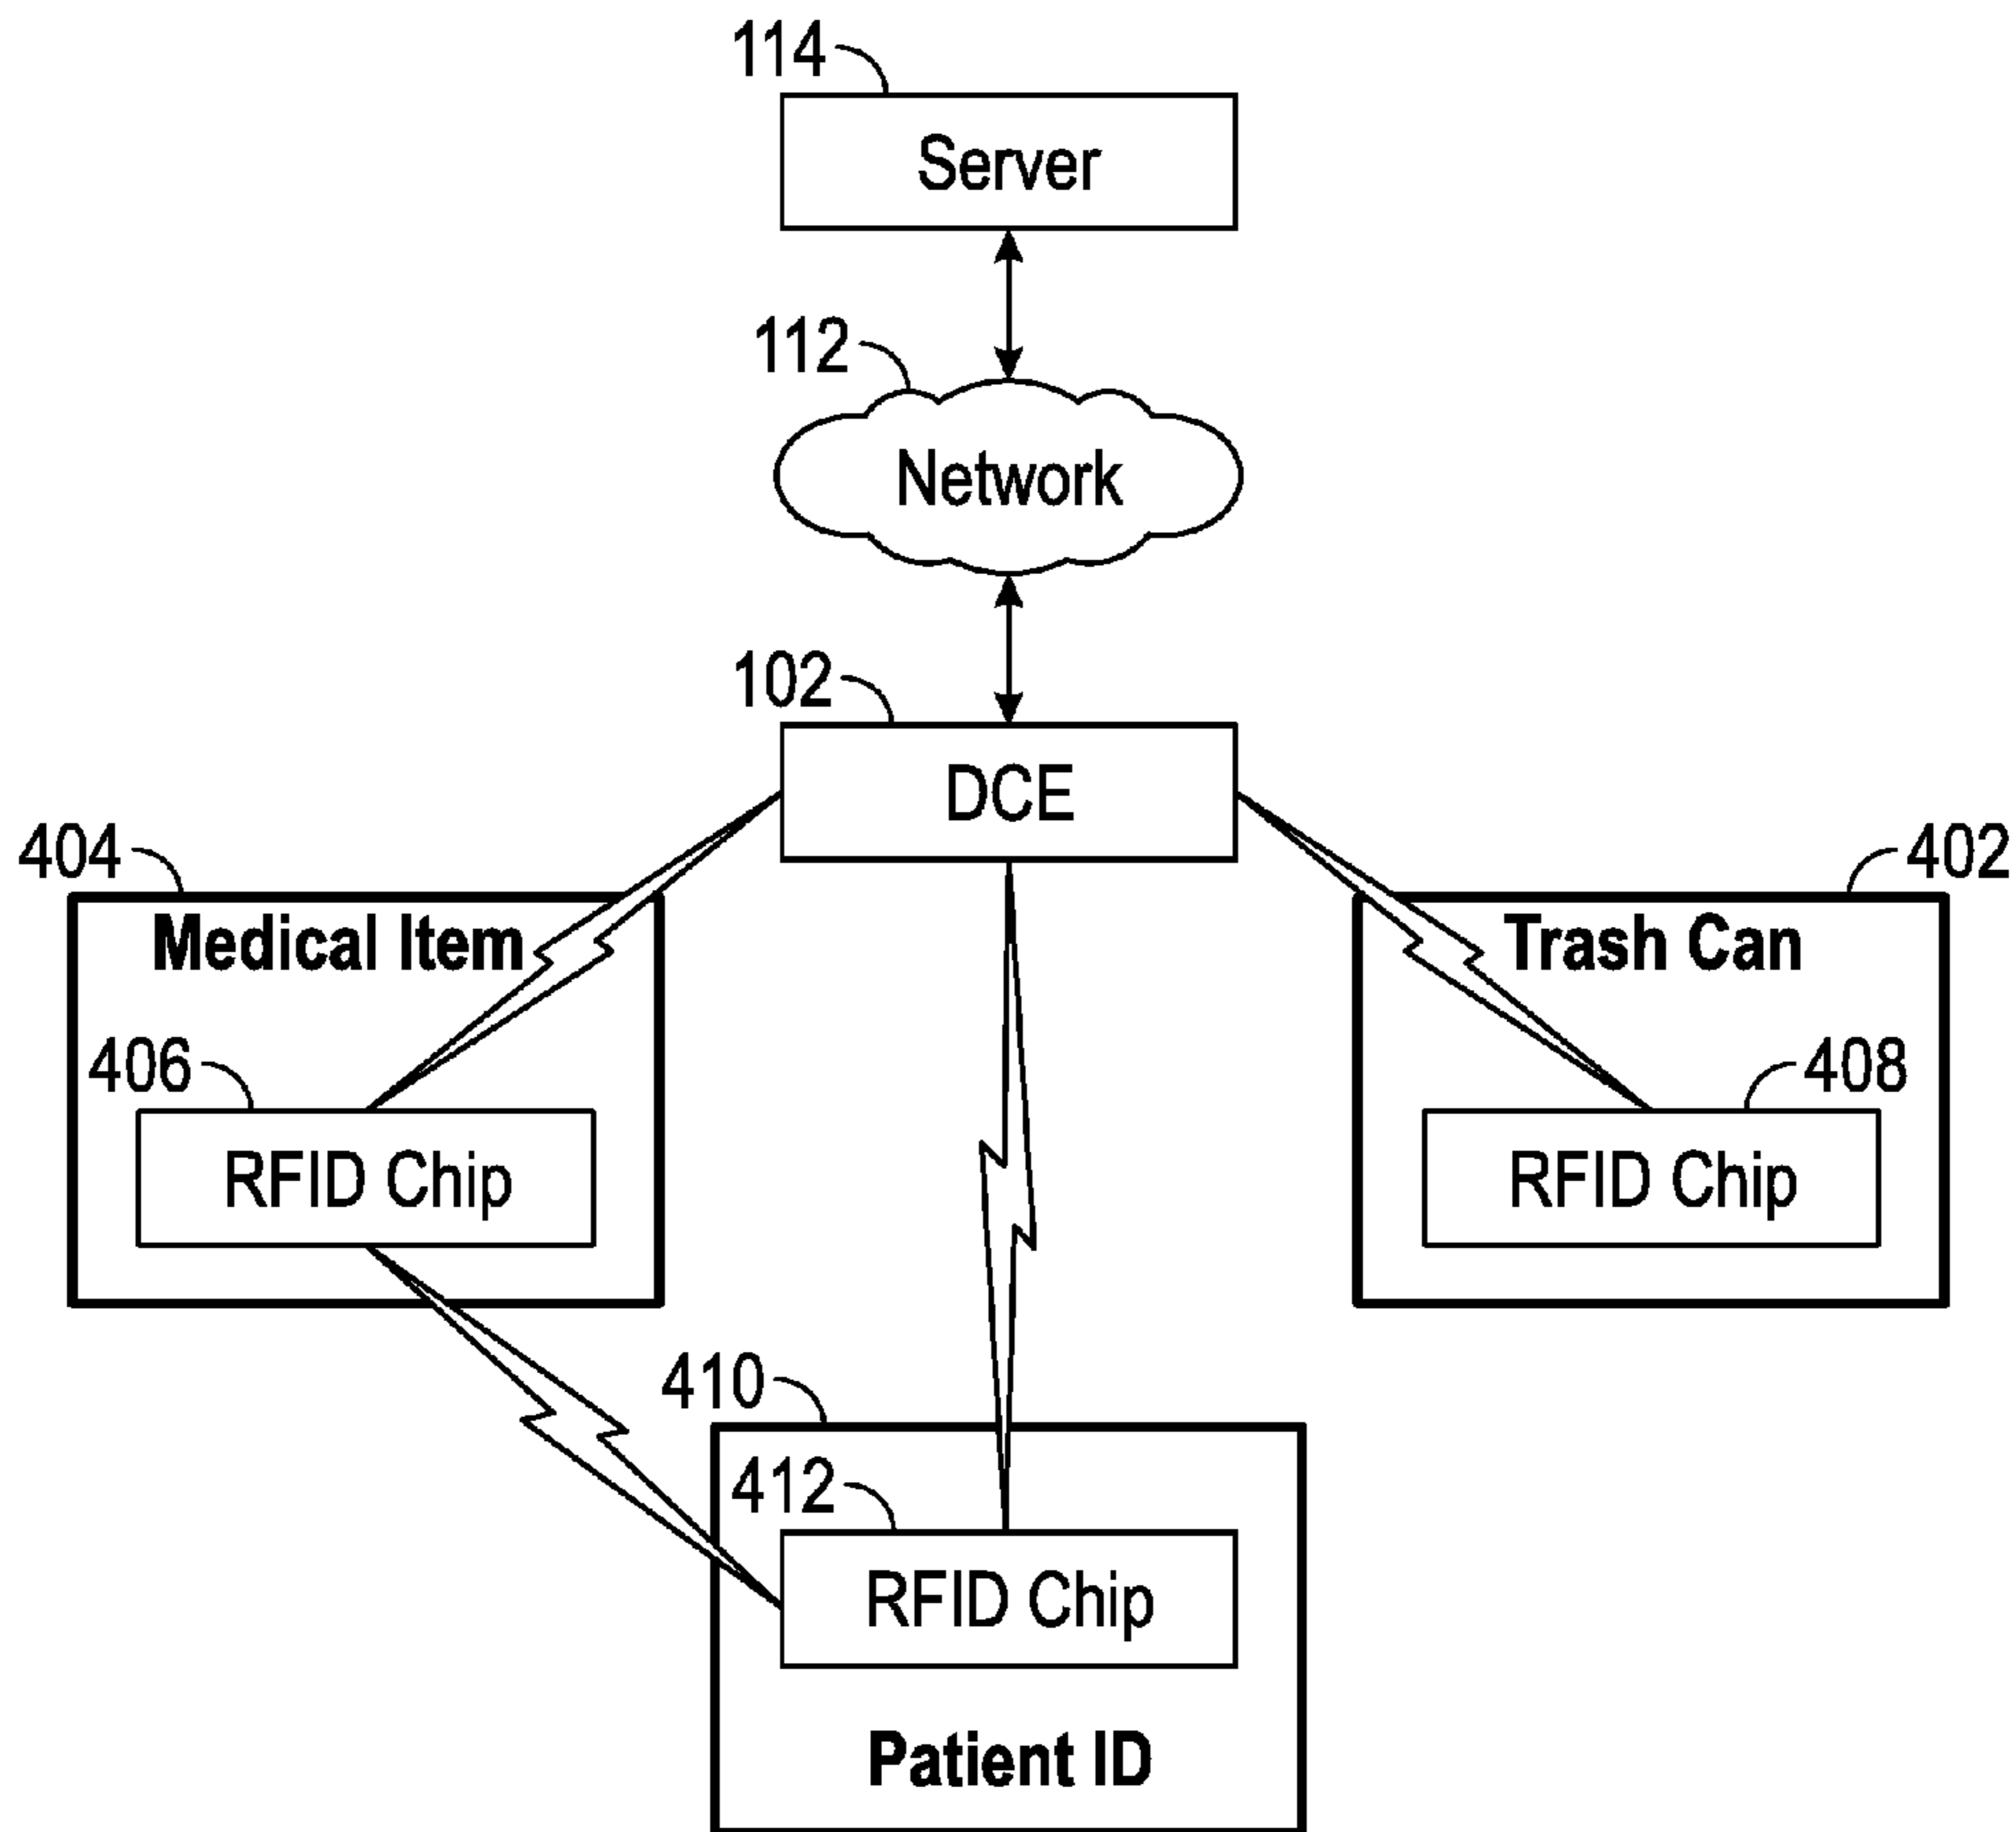 114
Server
112
Network
102
DCE
404
402
Medical Item
Trash Can
406
408
RFID Chip
RFID Chip
410
412
RFID Chip
Patient ID